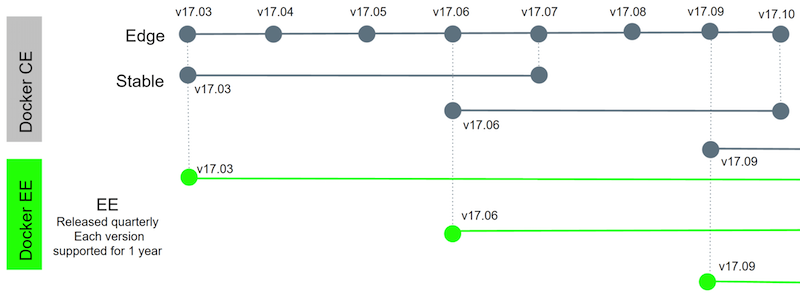 v17.03
v17.04
v17.05
v17.06
v17.07
v17.08
v17.09
v17.10
Edge
Docker CE
Stable
v17.03
v17.06
v17.09
Docker EE
v17.03
EE
Released quarterly
Each version
supported for 1 year
v17.06
v17.09